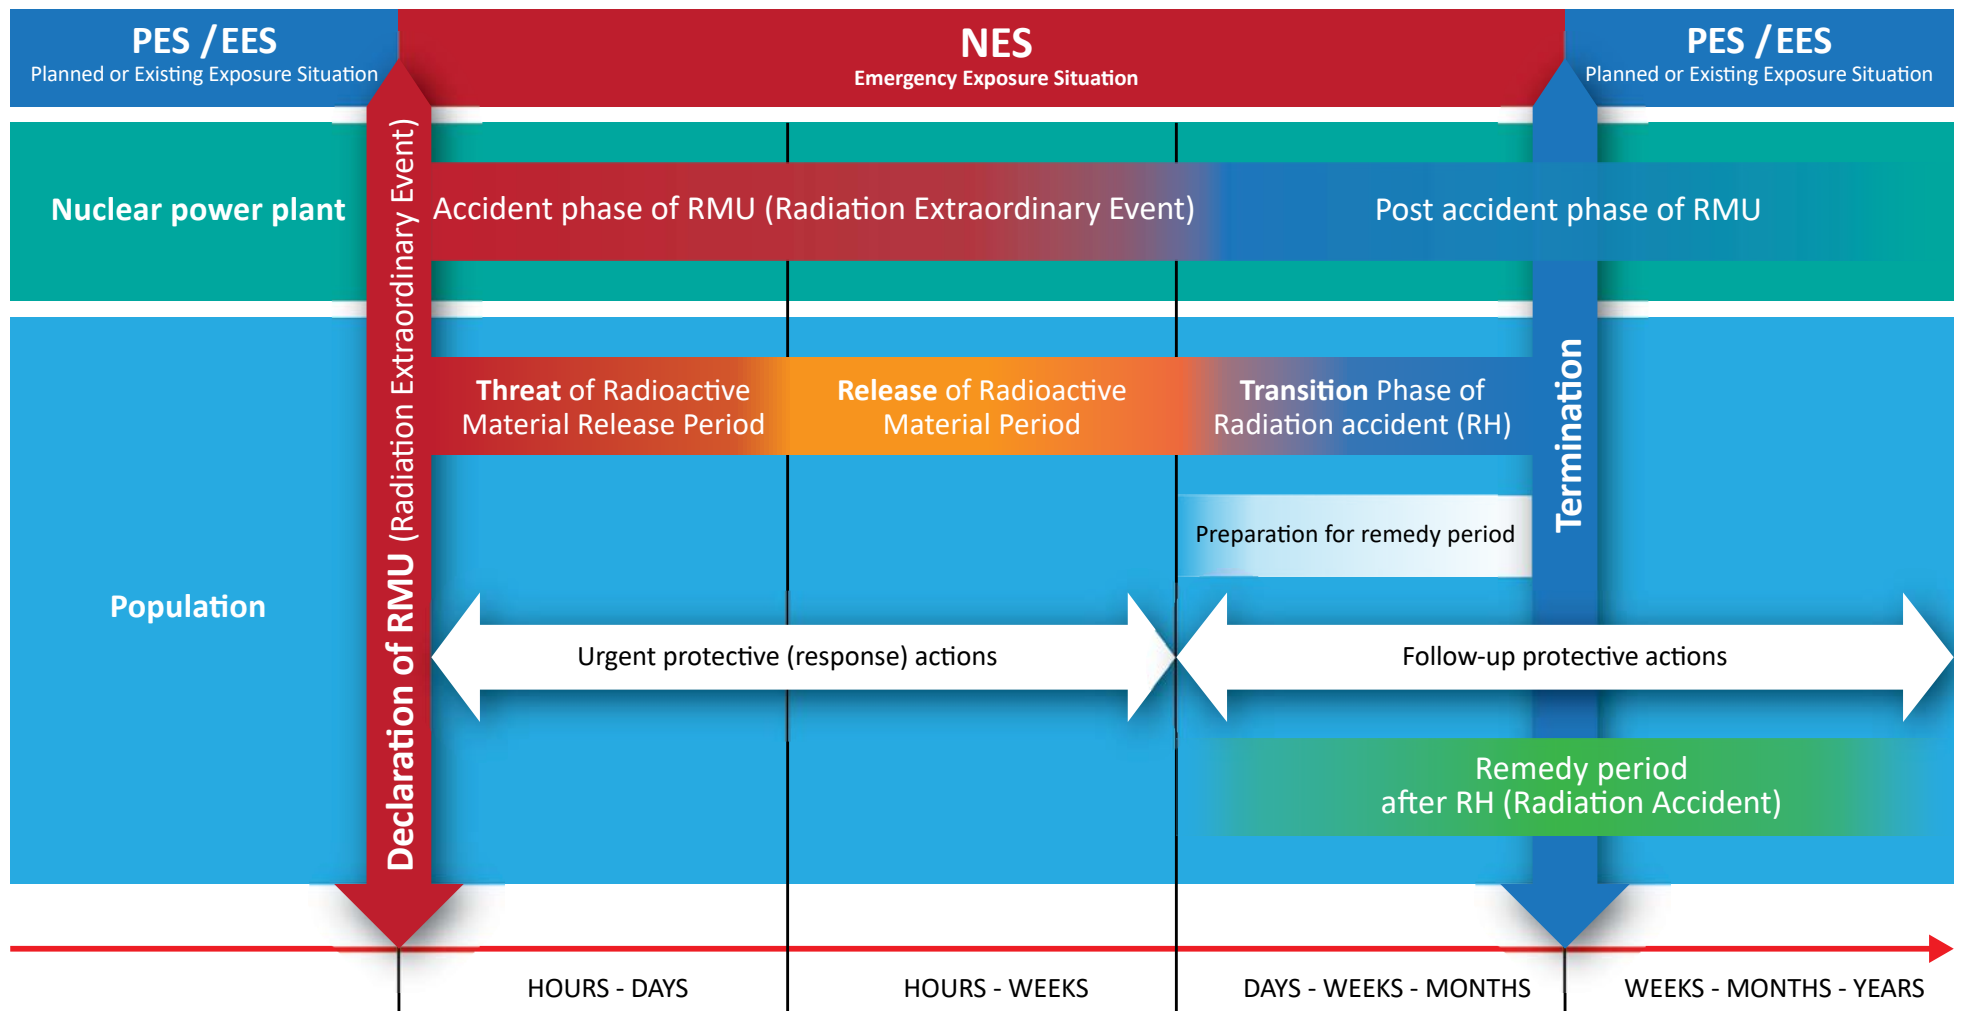 PES / EES
Planned or Existing Exposure Situation
NES
Emergency Exposure Situation
PES / EES
Planned or Existing Exposure Situation
Nuclear power plant
Declaration of RMU (Radiation Extraordinary Event)
Accident phase of RMU (Radiation Extraordinary Event)
Post accident phase of RMU
Population
Threat of Radioactive
Material Release Period
Release of Radioactive
Material Period
Transition Phase of
Radiation accident (RH)
Termination
Preparation for remedy period
Urgent protective (response) actions
Follow-up protective actions
Remedy period
after RH (Radiation Accident)
HOURS - DAYS
HOURS - WEEKS
DAYS - WEEKS - MONTHS
WEEKS - MONTHS - YEARS